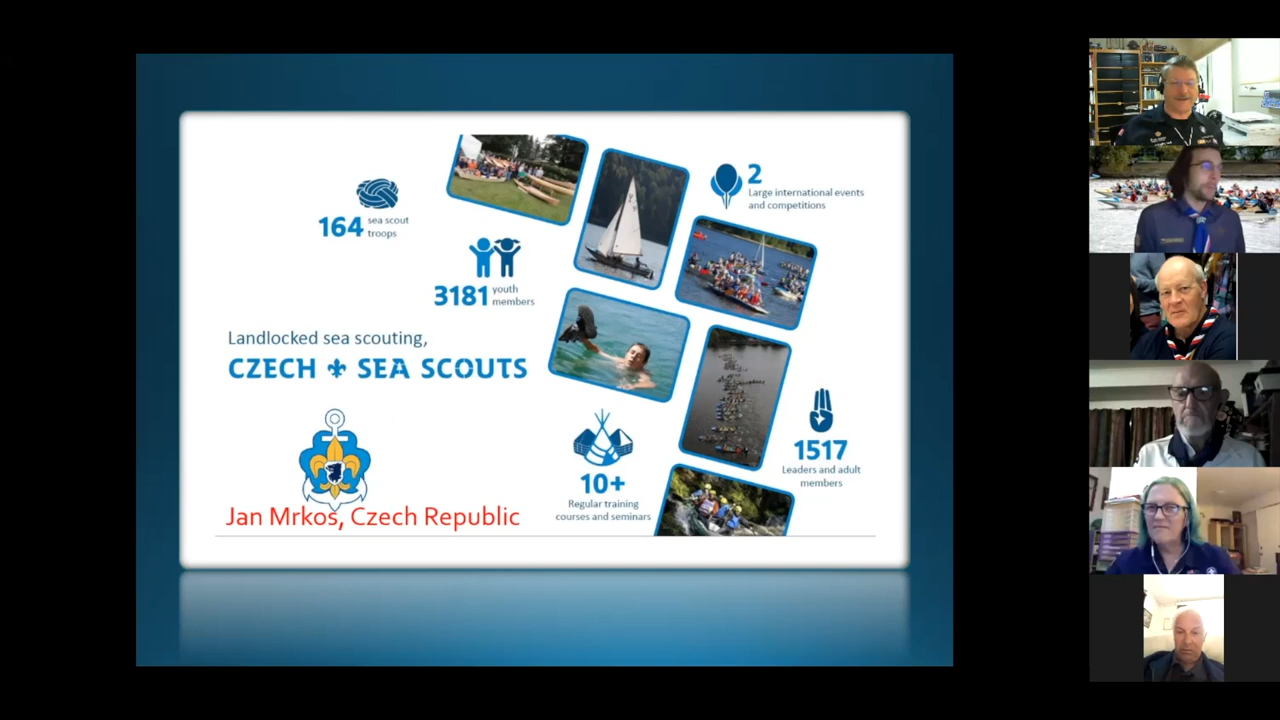 164 sea scout
troops
2
Large international events
and competitions
3181 youth
members
Landlocked sea scouting,
CZECH SEA SCOUTS
10+
Regular training
courses and seminars
1517
Leaders and adult
members
Jan Mrkos, Czech Republic